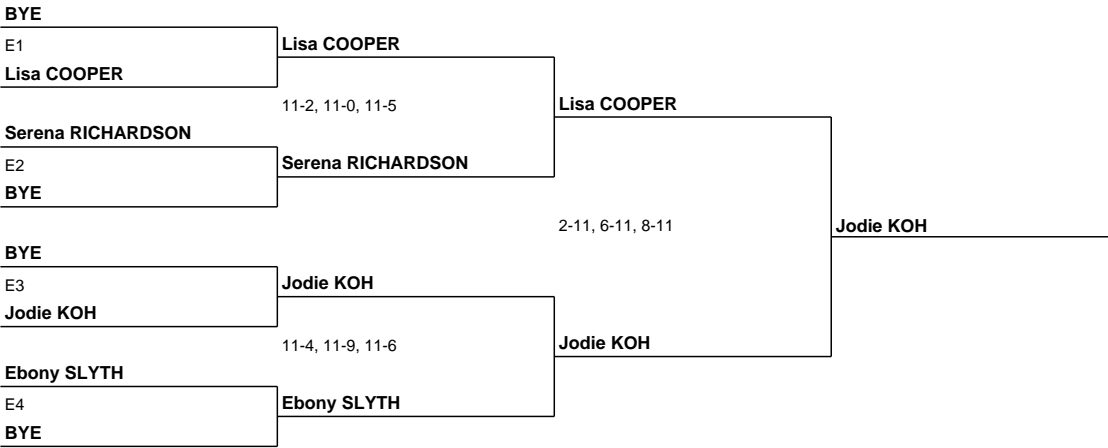 BYE
E1
Lisa COOPER
Lisa COOPER
11-2, 11-0, 11-5
Lisa COOPER
Serena RICHARDSON
E2
Serena RICHARDSON
BYE
2-11, 6-11, 8-11
Jodie KOH
BYE
E3
Jodie KOH
Jodie KOH
11-4, 11-9, 11-6
Jodie KOH
Ebony SLYTH
E4
Ebony SLYTH
BYE